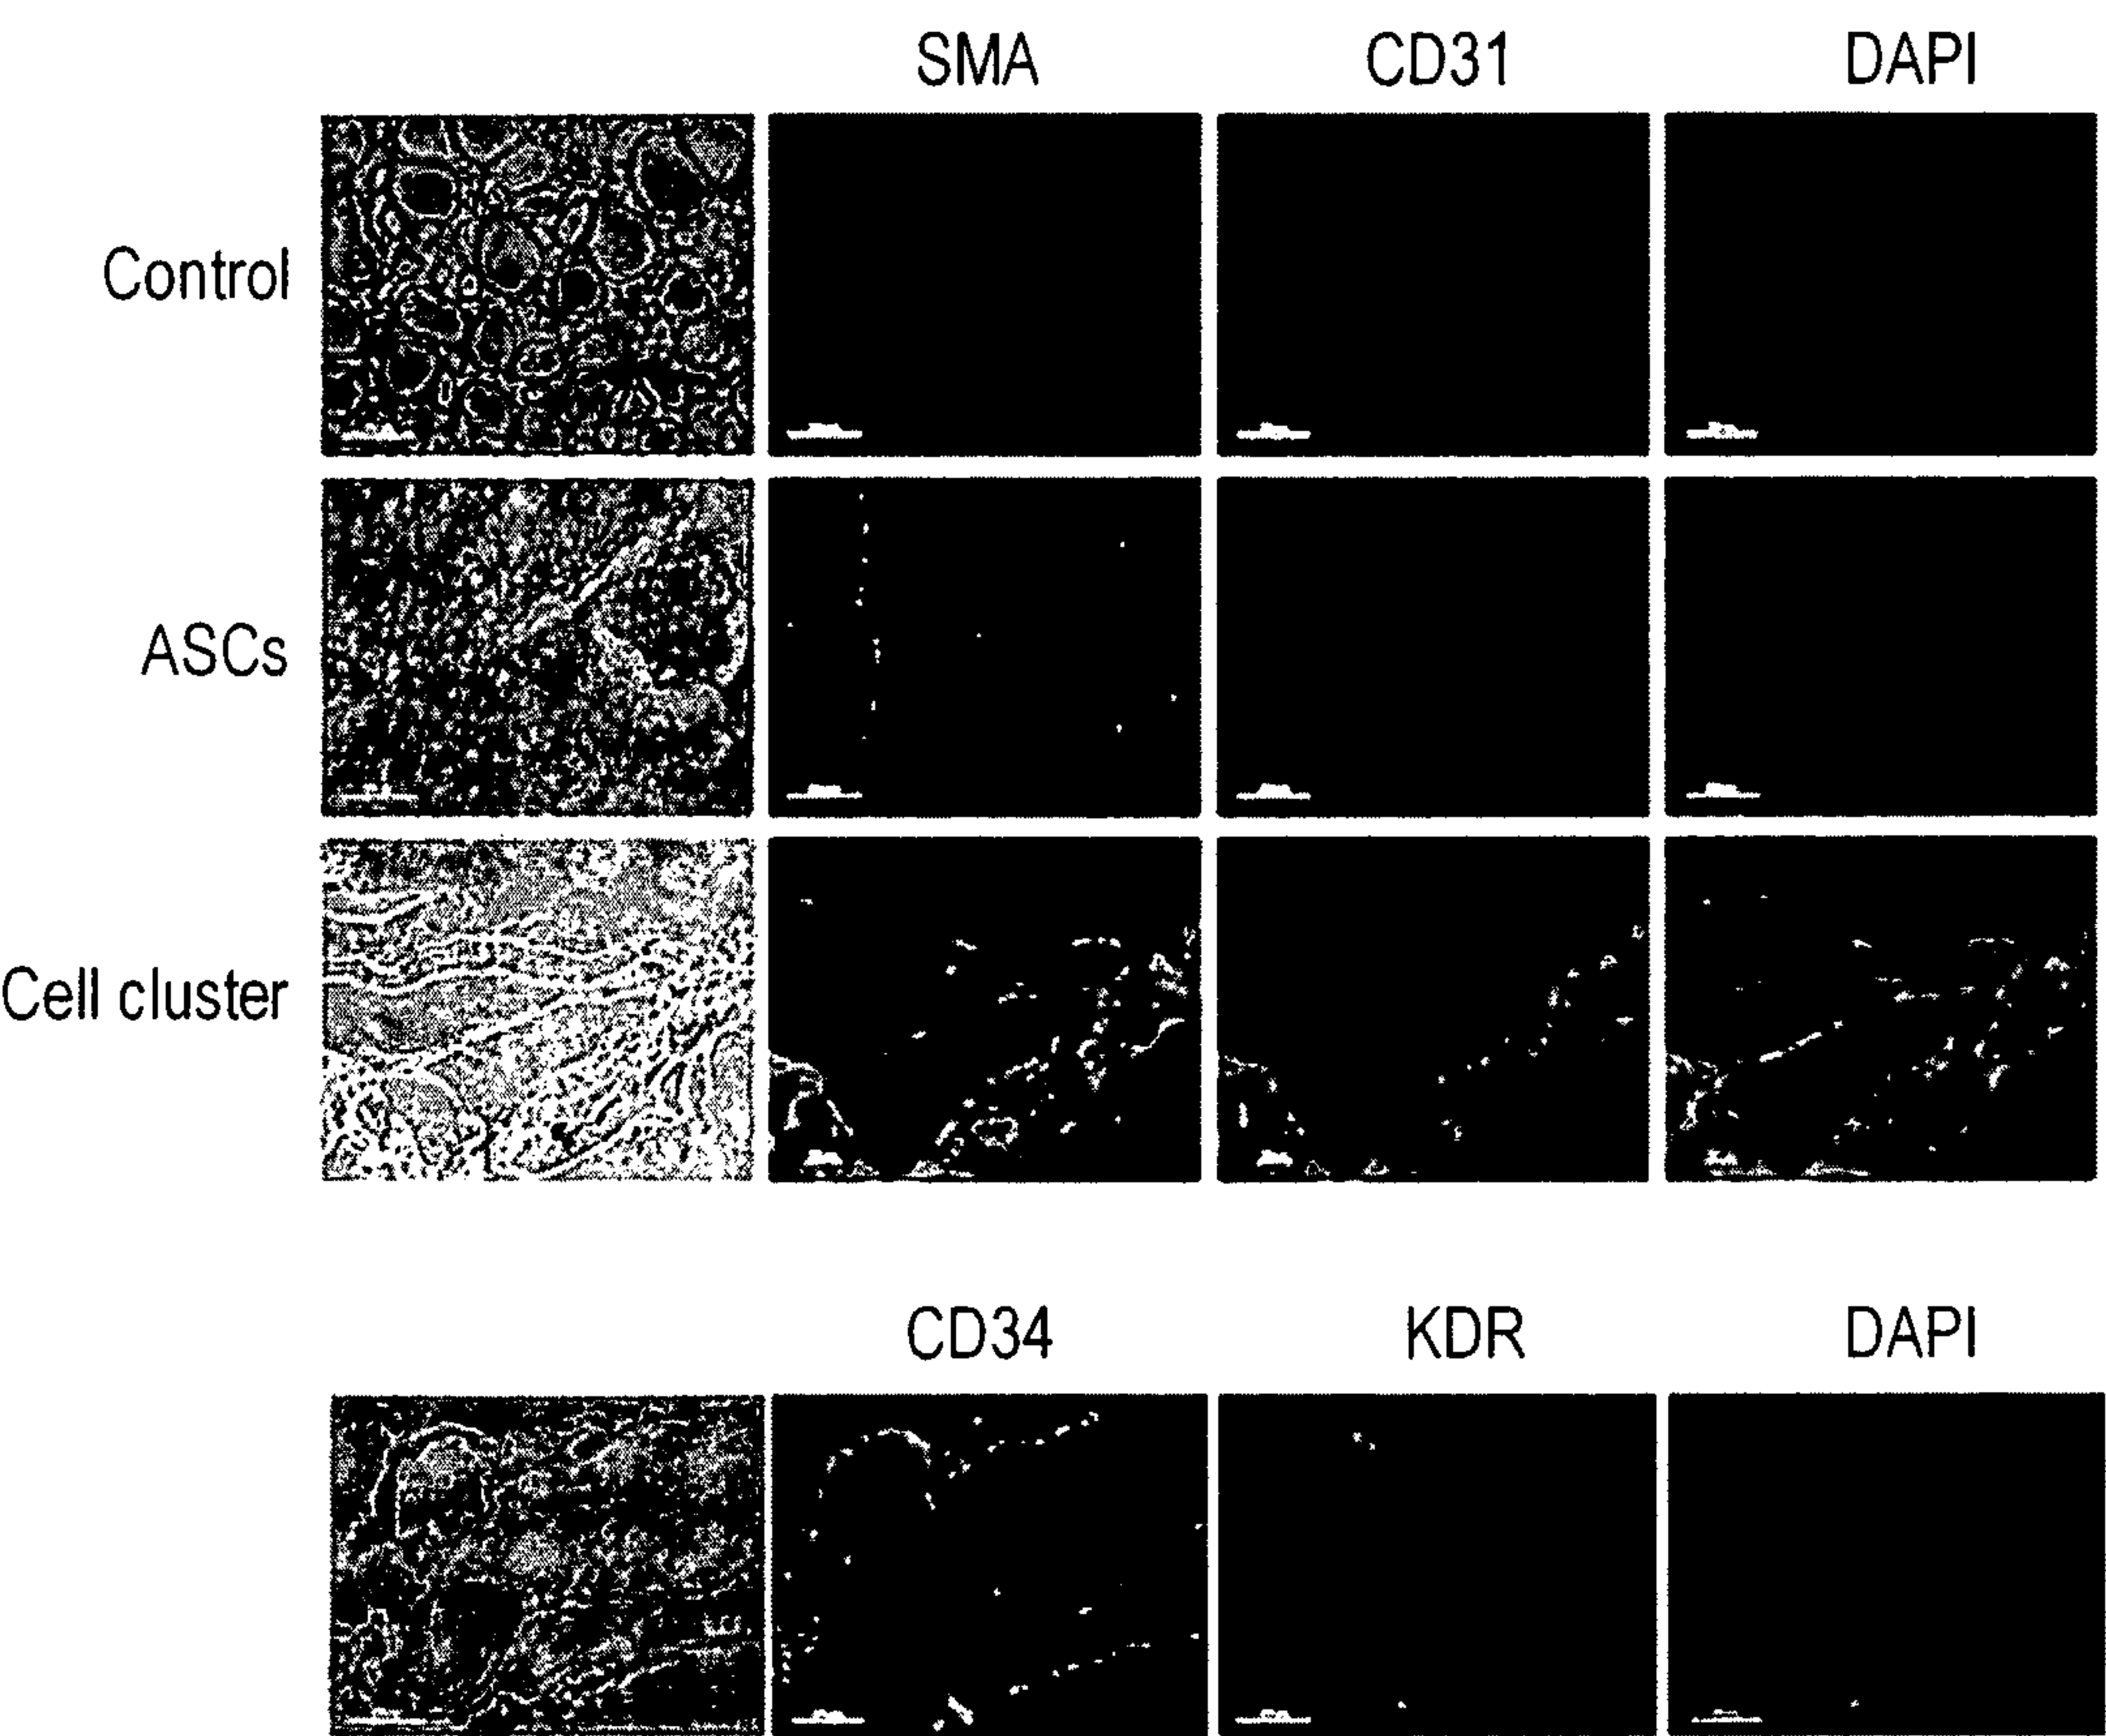 SMA CD31 DAPI
Control
ASCs
Cell cluster
CD34 KDR DAPI